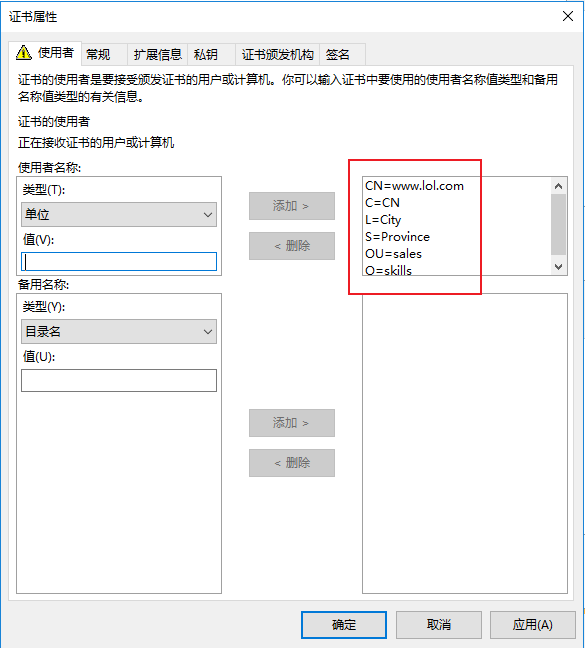 证书属性
使用者 常规 扩展信息 私钥 证书颁发机构 签名
证书的使用者是要接受颁发证书的用户或计算机。你可以输入证书中要使用的使用者名称值类型和备用
名称值类型的有关信息。
证书的使用者
正在接收证书的用户或计算机
使用者名称:
类型(T):
单位
值(V):
添加 >
< 删除
CN=www.lol.com
C=CN
L=City
S=Province
OU=sales
O=skills
备用名称:
类型(Y):
目录名
值(U):
添加 >
< 删除
确定 取消 应用(A)